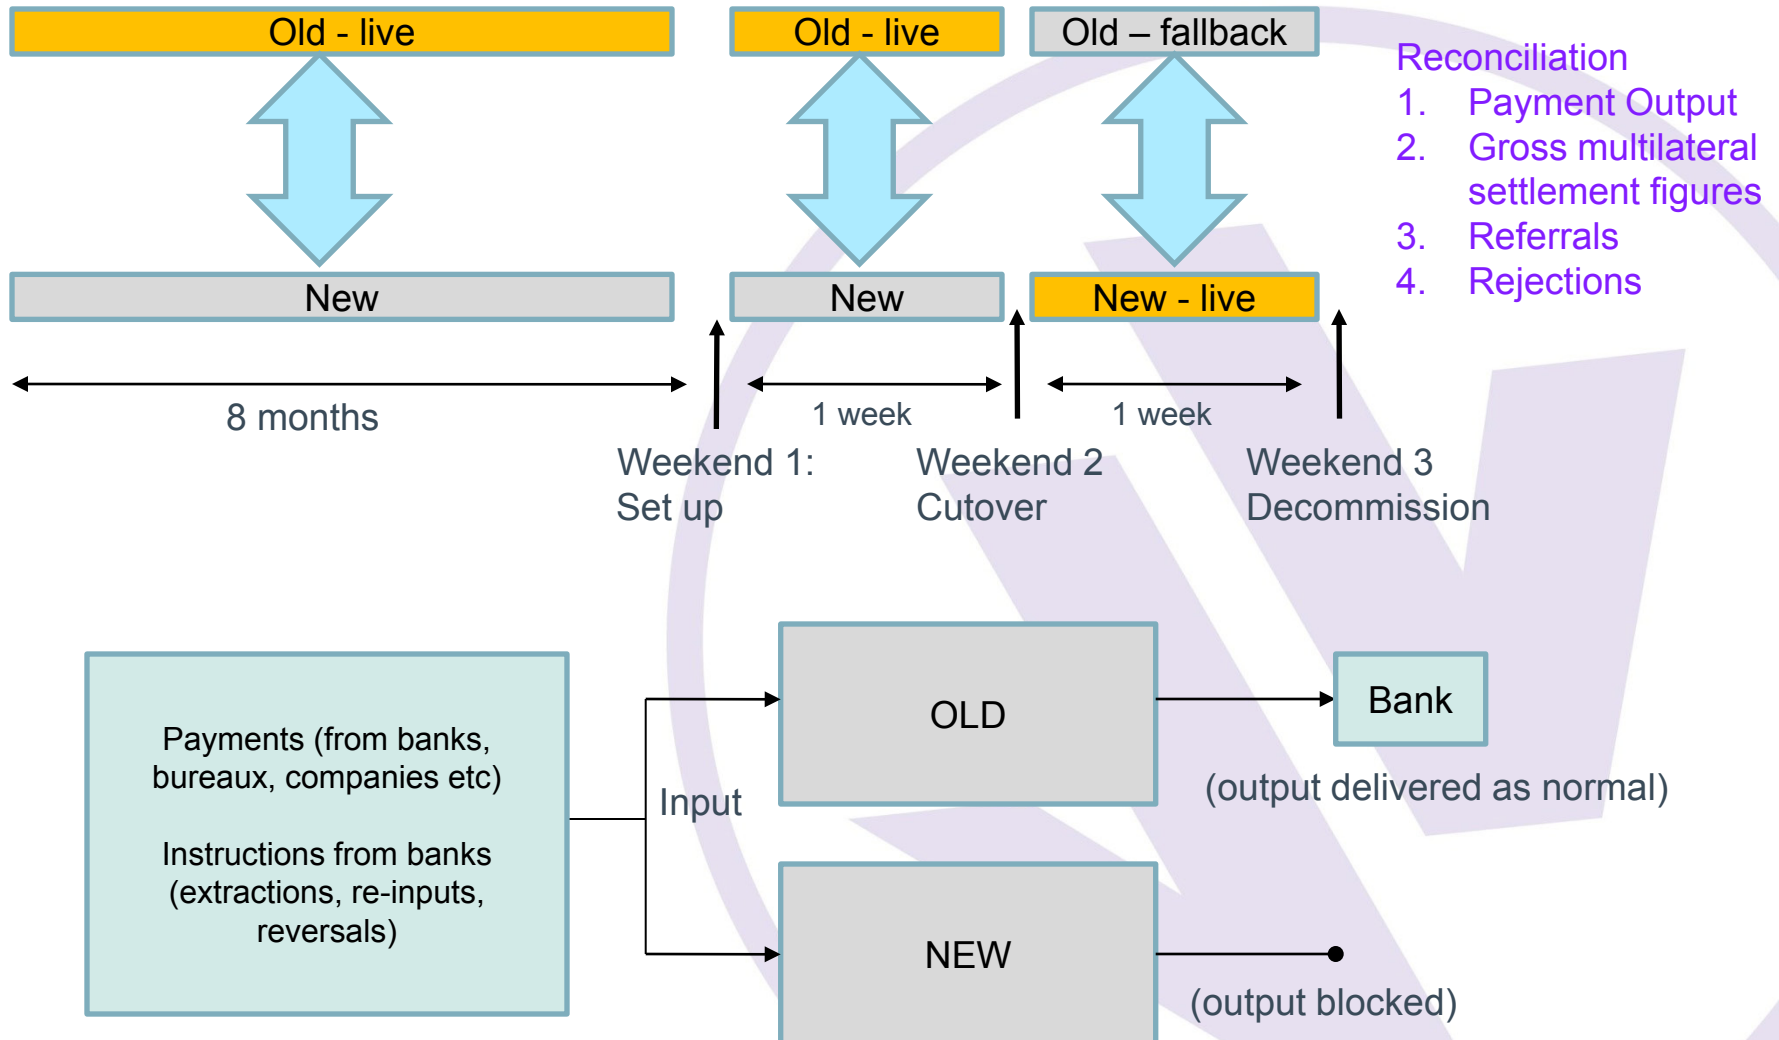 Old - live
Old - live
Old – fallback
Reconciliation
1. Payment Output
2. Gross multilateral
settlement figures
3. Referrals
4. Rejections
New
New
New - live
8 months
1 week
1 week
Weekend 1:
Set up
Weekend 2
Cutover
Weekend 3
Decommission
Payments (from banks,
bureaux, companies etc)
Instructions from banks
(extractions, re-inputs,
reversals)
Input
OLD
Bank
(output delivered as normal)
NEW
(output blocked)